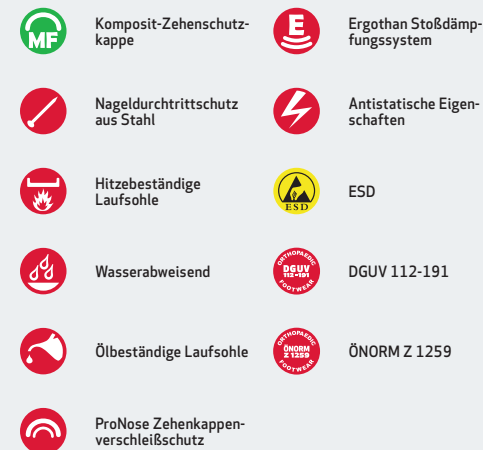 MF
Komposit-Zehenschutz-
kappe
Nageldurchtrittschutz
aus Stahl
Hitzebeständige
Laufsohle
Wasserabweisend
Ölbeständige Laufsohle
ProNose Zehenkappen-
verschleißschutz
E
Ergothan Stoßdämp-
fungssystem
Antistatische Eigen-
schaften
ESD
ESD
ORTHOPAEDIC
DGUV
112-191
FOOTWEAR
DGUV 112-191
ORTHOPAEDIC
ÖNORM
Z 1259
FOOTWEAR
ÖNORM Z 1259